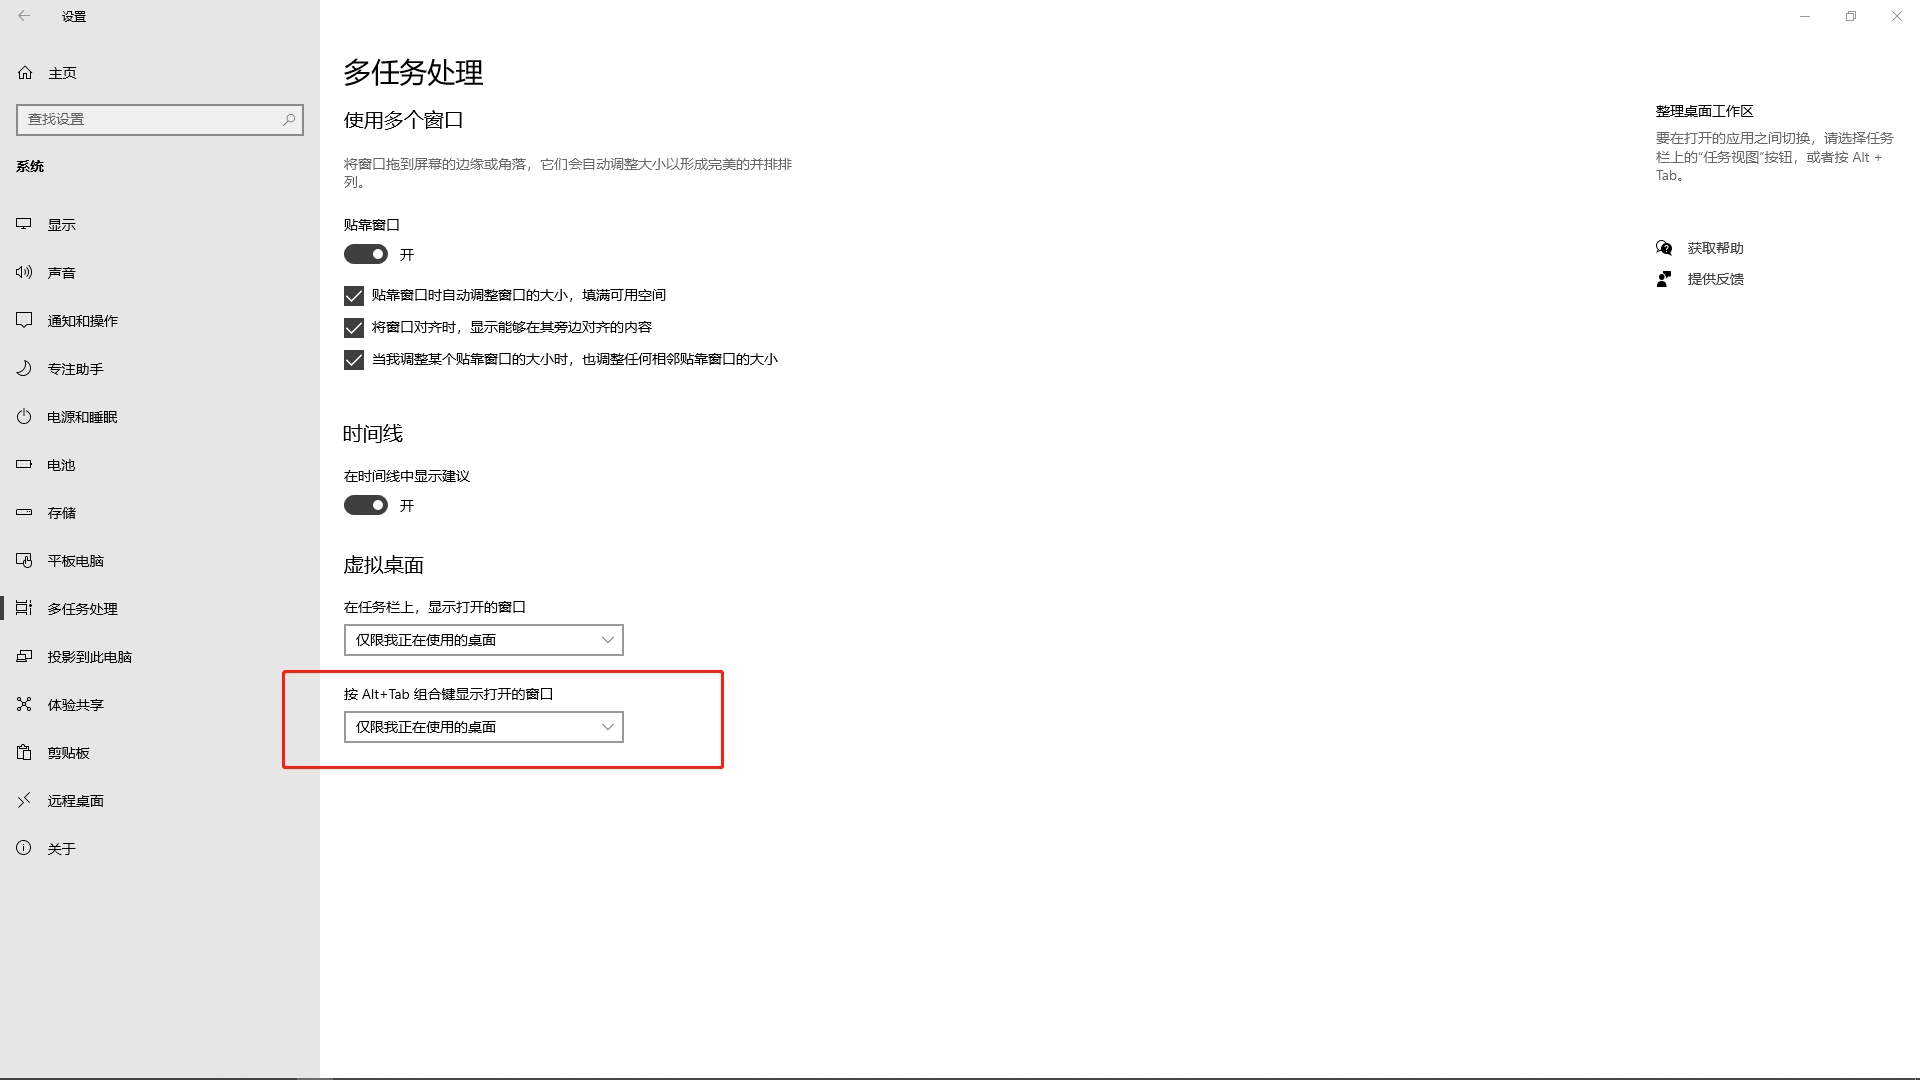 设置
主页
查找设置
系统
显示
声音
通知和操作
专注助手
电源和睡眠
电池
存储
平板电脑
多任务处理
投影到此电脑
体验共享
剪贴板
远程桌面
关于
多任务处理
使用多个窗口
将窗口拖到屏幕的边缘或角落，它们会自动调整大小以形成完美的并排排
列。
贴靠窗口
开
贴靠窗口时自动调整窗口的大小，填满可用空间
将窗口对齐时，显示能够在其旁边对齐的内容
当我调整某个贴靠窗口的大小时，也调整任何相邻贴靠窗口的大小
时间线
在时间线中显示建议
开
虚拟桌面
在任务栏上，显示打开的窗口
仅限我正在使用的桌面
按 Alt+Tab 组合键显示打开的窗口
仅限我正在使用的桌面
整理桌面工作区
要在打开的应用之间切换，请选择任务
栏上的“任务视图”按钮，或者按 Alt +
Tab。
获取帮助
提供反馈